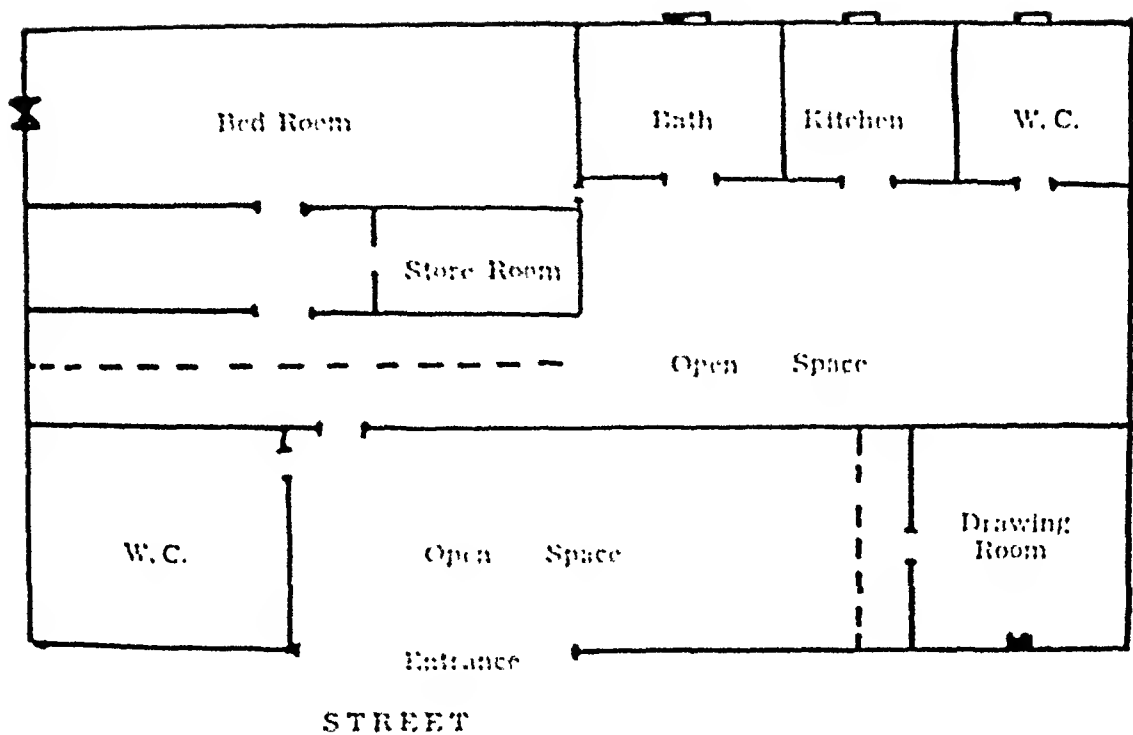 Bed Room
Bath
Kitchen
W.C.
Store Room
Open Space
W.C.
Open Space
Drawing
Room
Entrance
STREET